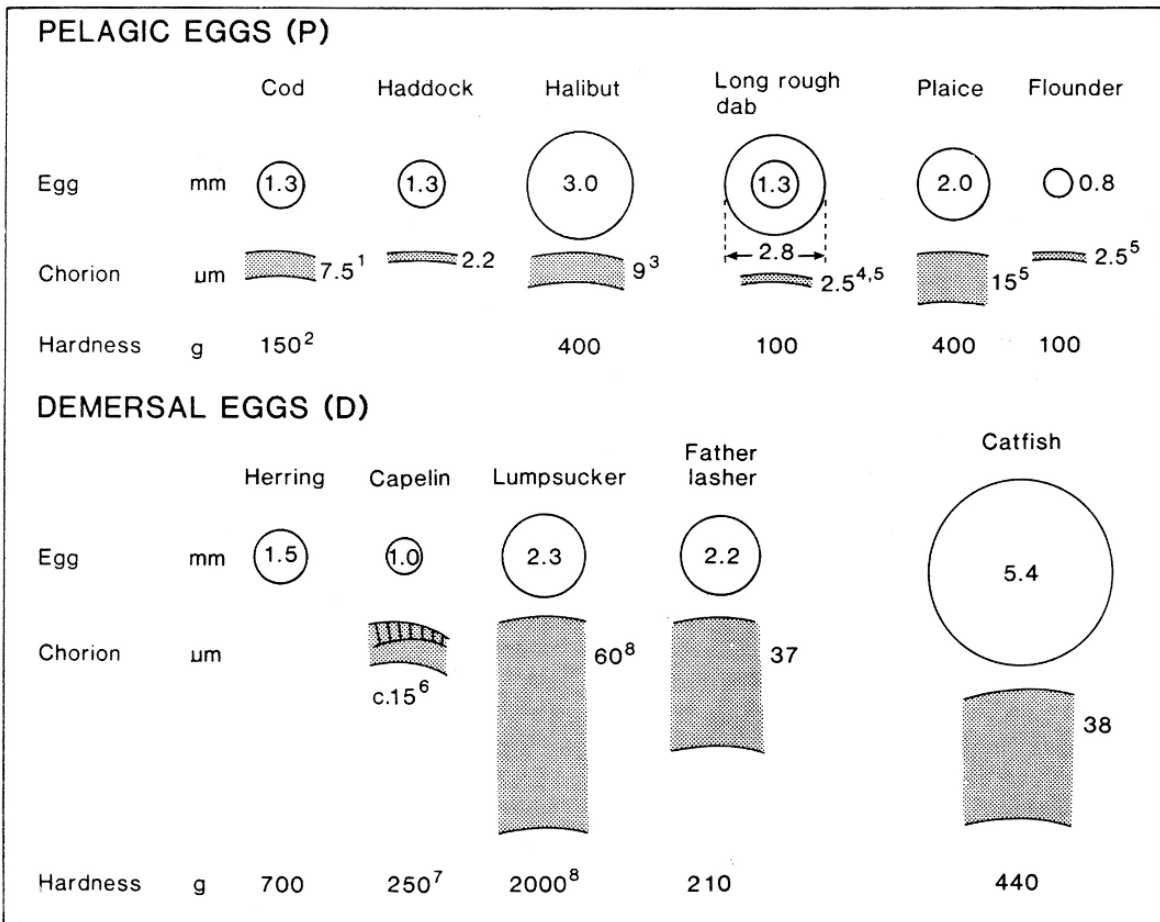 PELAGIC EGGS (P)
Cod Haddock Halibut Long rough dab Plaice Flounder
Egg mm 1.3 1.3 3.0 1.3 2.0 0.8
2.8
Chorion µm 7.5¹ 2.2 9³ 2.5⁴,⁵ 15⁵ 2.5⁵
Hardness g 150² 400 100 400 100
DEMERSAL EGGS (D)
Herring Capelin Lumpsucker Father lasher Catfish
Egg mm 1.5 1.0 2.3 2.2 5.4
Chorion µm c.15⁶ 60⁸ 37 38
Hardness g 700 250⁷ 2000⁸ 210 440